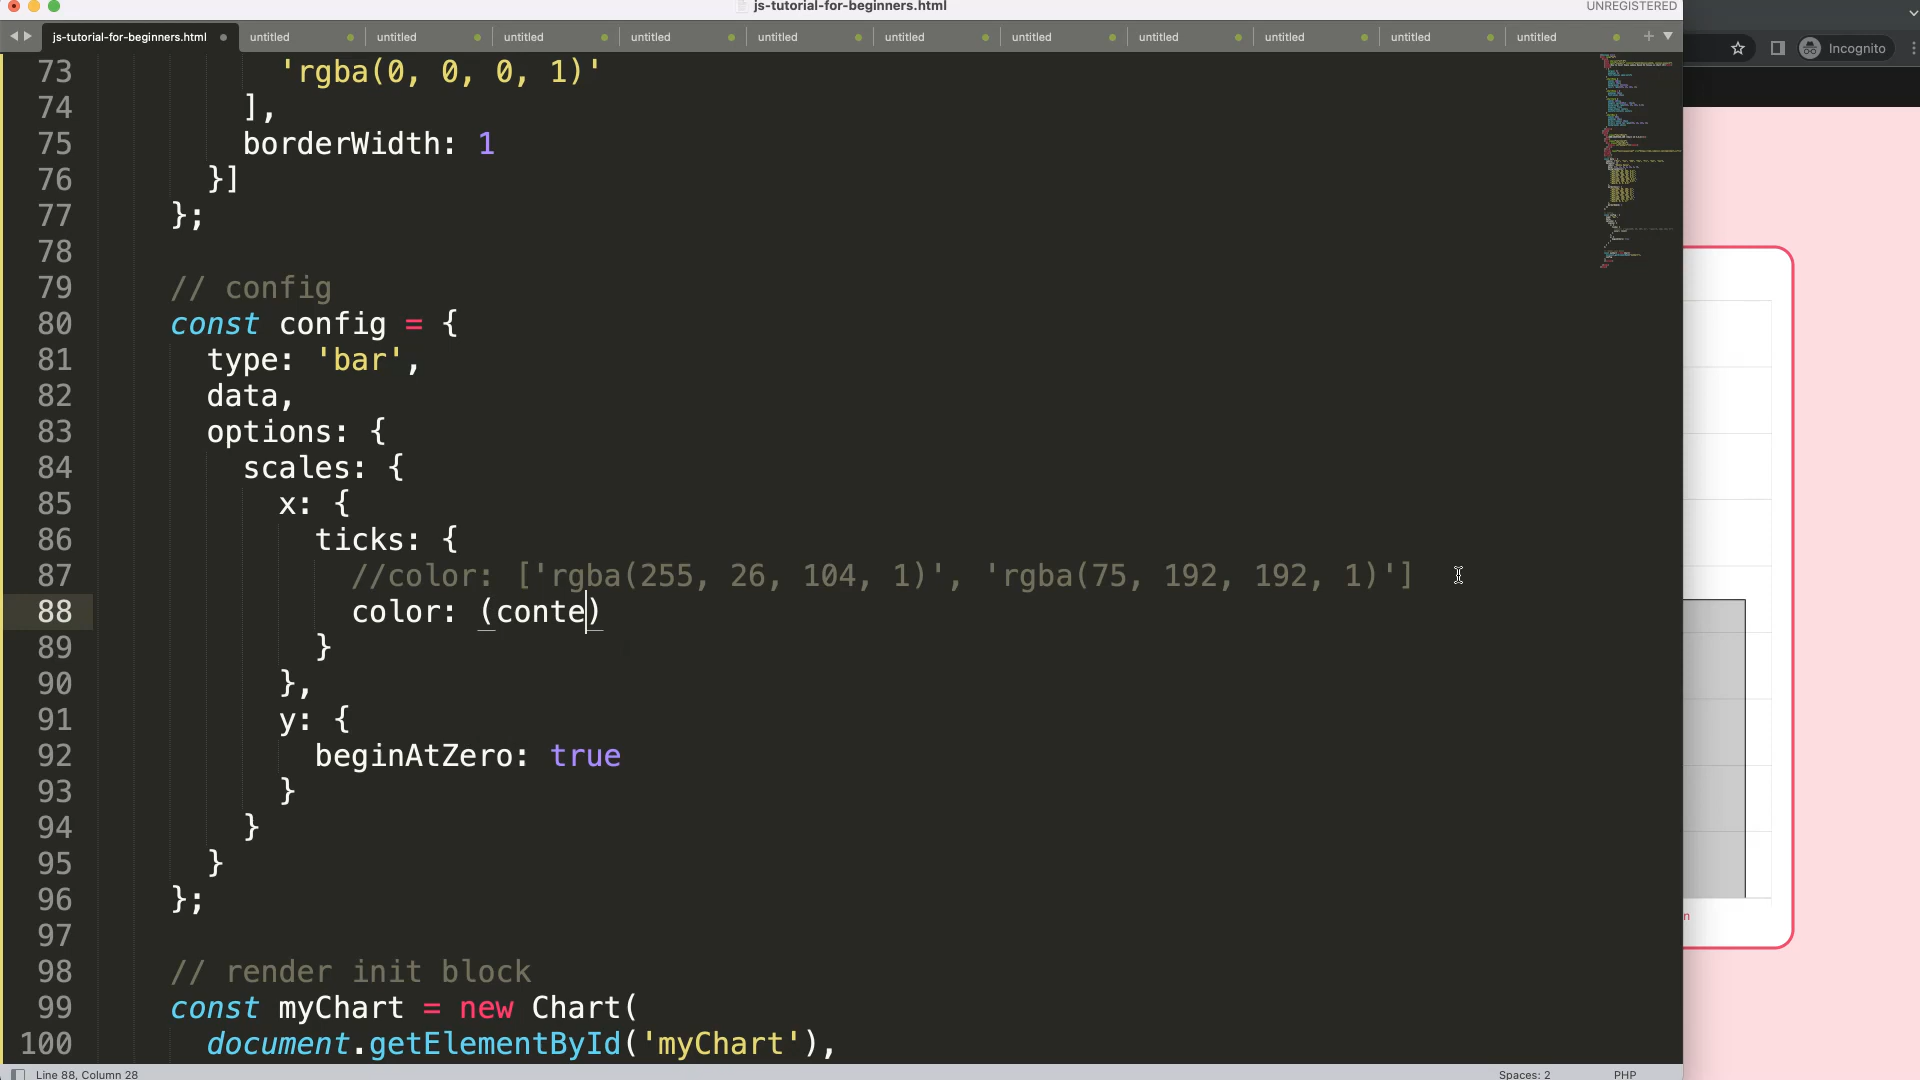 js-tutorial-for-beginners.html
UNREGISTERED
js-tutorial-for-beginners.html untitled untitled untitled untitled untitled untitled untitled untitled untitled untitled untitled
Incognito
73 'rgba(0, 0, 0, 1)'
74 ],
75 borderWidth: 1
76 }]
77 };
78
79 // config
80 const config = {
81 type: 'bar',
82 data,
83 options: {
84 scales: {
85 x: {
86 ticks: {
87 //color: ['rgba(255, 26, 104, 1)', 'rgba(75, 192, 192, 1)']
88 color: (conte)
89 }
90 },
91 y: {
92 beginAtZero: true
93 }
94 }
95 }
96 };
97
98 // render init block
99 const myChart = new Chart(
100 document.getElementById('myChart'),
n
Line 88, Column 28
Spaces: 2
PHP